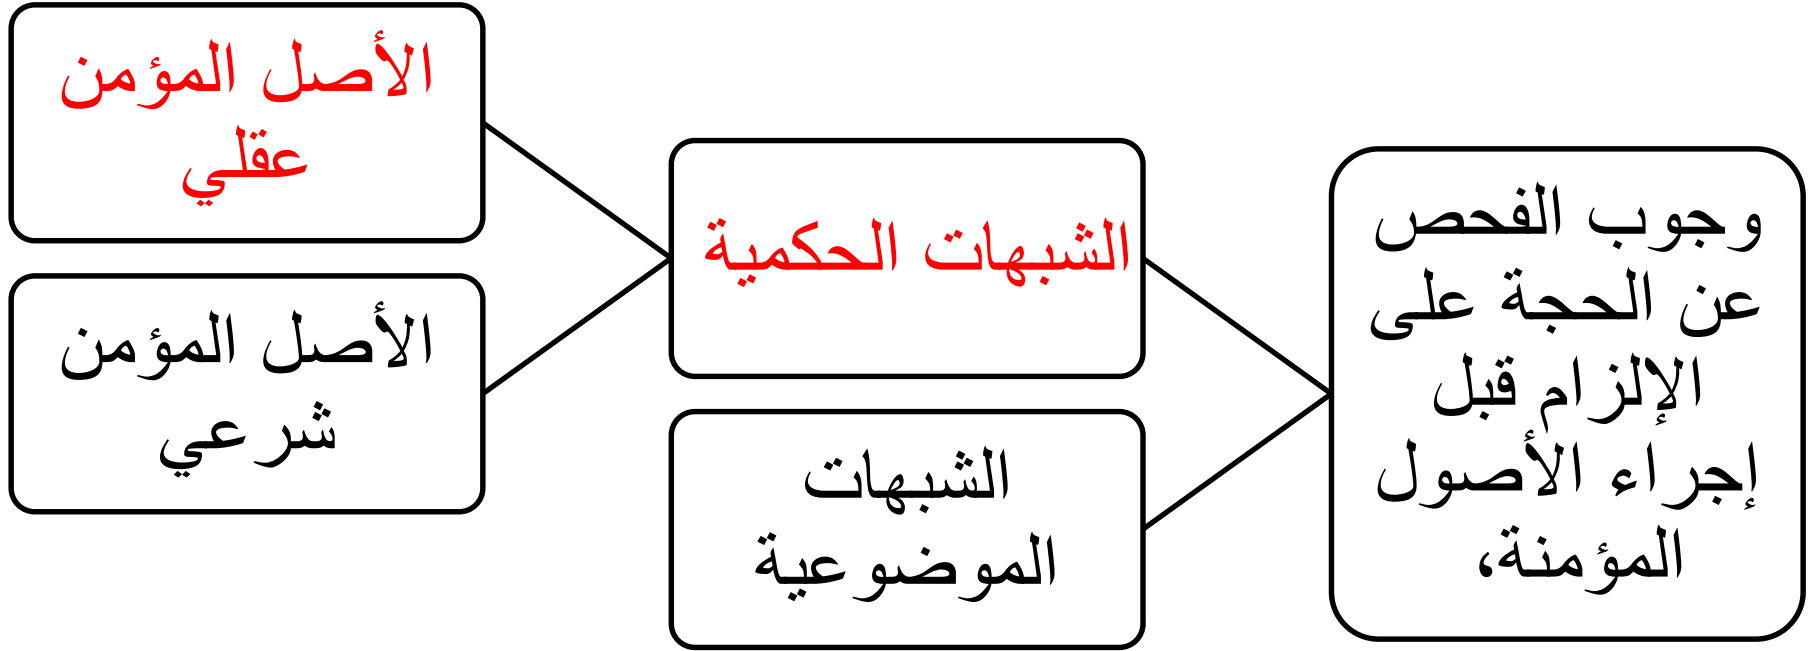 وجوب الفحص
عن الحجة على
الإلزام قبل
إجراء الأصول
المؤمنة،
الشبهات الحكمية
الشبهات
الموضوعية
الأصل المؤمن
عقلي
الأصل المؤمن
شرعي